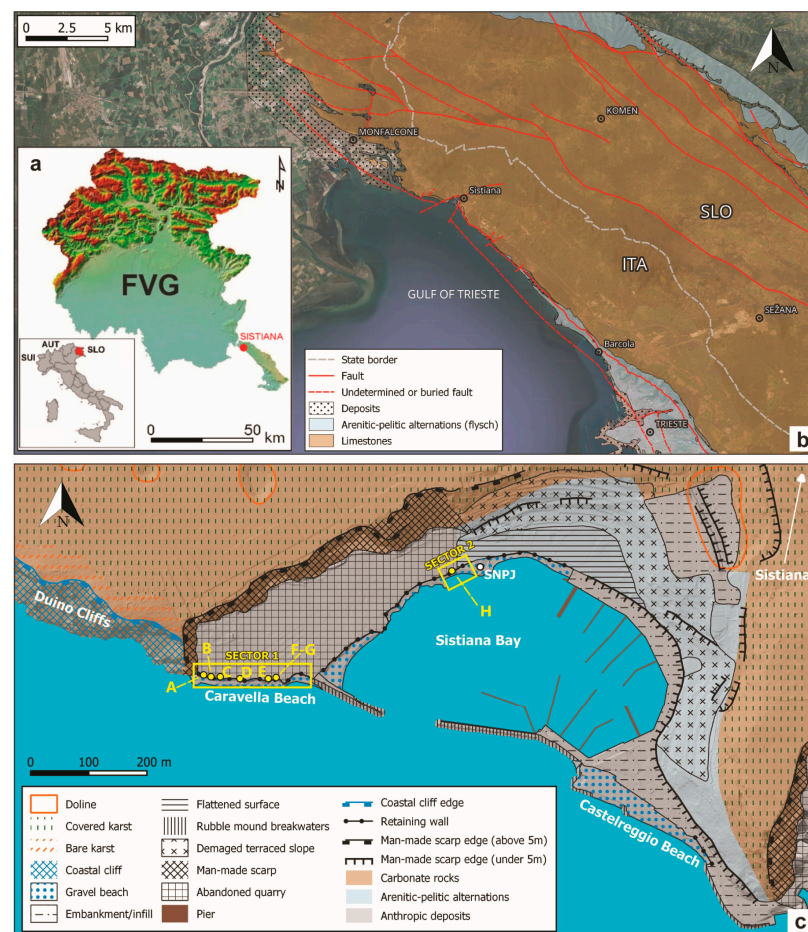 0 2.5 5 km
N
KOMEN
MONFALCONE
a
N
Sistiana
SLO
FVG
ITA
GULF OF TRIESTE
SEŽANA
SISTIANA
AUT
SLO
SUI
Barcola
State border
Fault
Undetermined or buried fault
Deposits
Arenitic-pelitic alternations (flysch)
Limestones
TRIESTE
0 50
km
b
N
SECTOR 2
SNPJ
Sistiana
Duino Cliffs
H
Sistiana Bay
B SECTOR 1 F-G
A C D E
Caravella Beach
0 100 200 m
Castelreggio Beach
Doline
Covered karst
Bare karst
Coastal cliff
Gravel beach
Embankment/infill
Flattened surface
Rubble mound breakwaters
Demaged terraced slope
Man-made scarp
Abandoned quarry
Pier
Coastal cliff edge
Retaining wall
Man-made scarp edge (above 5m)
Man-made scarp edge (under 5m)
Carbonate rocks
Arenitic-pelitic alternations
Anthropic deposits
c